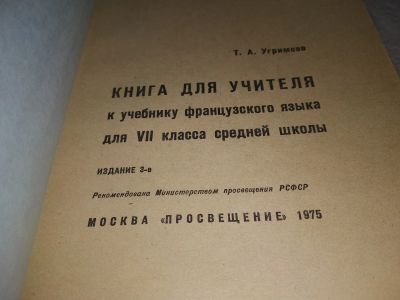 Т. А. Угримова
КНИГА ДЛЯ УЧИТЕЛЯ
к учебнику французского языка
для VII класса средней школы
ИЗДАНИЕ 3-е
Рекомендована Министерством просвещения РСФСР
МОСКВА «ПРОСВЕЩЕНИЕ» 1975